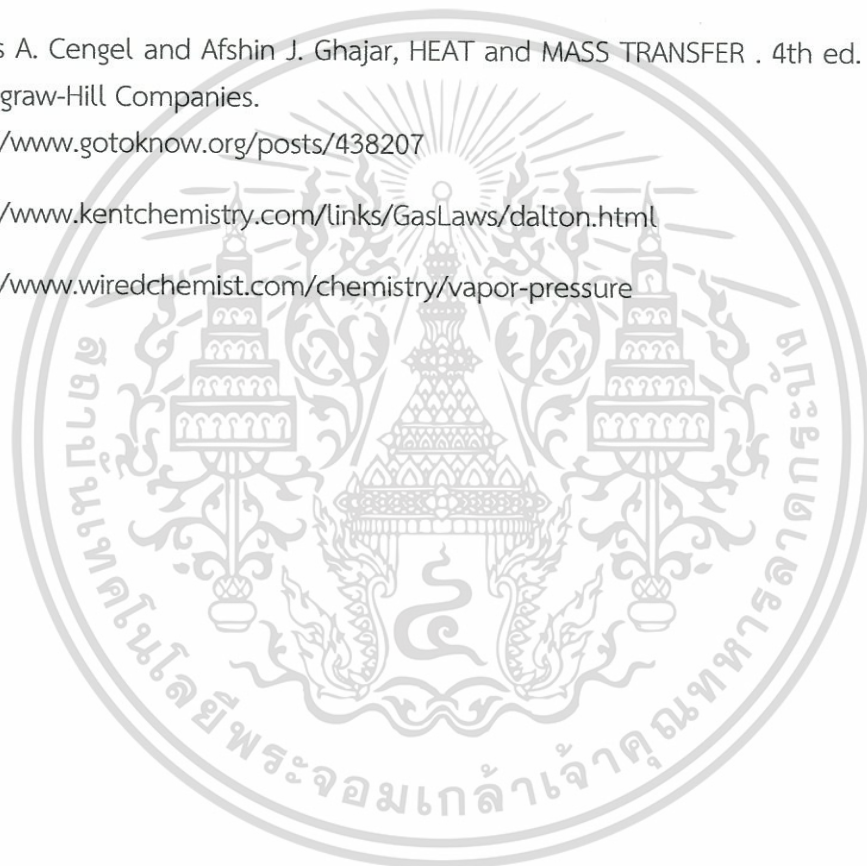 s A. Cengel and Afshin J. Ghajar, HEAT and MASS TRANSFER . 4th ed.
graw-Hill Companies.
/www.gotoknow.org/posts/438207
/www.kentchemistry.com/links/GasLaws/dalton.html
/www.wiredchemist.com/chemistry/vapor-pressure
สถาบันเทคโนโลยีพระจอมเกล้าเจ้าคุณทหารลาดกระบัง
๔